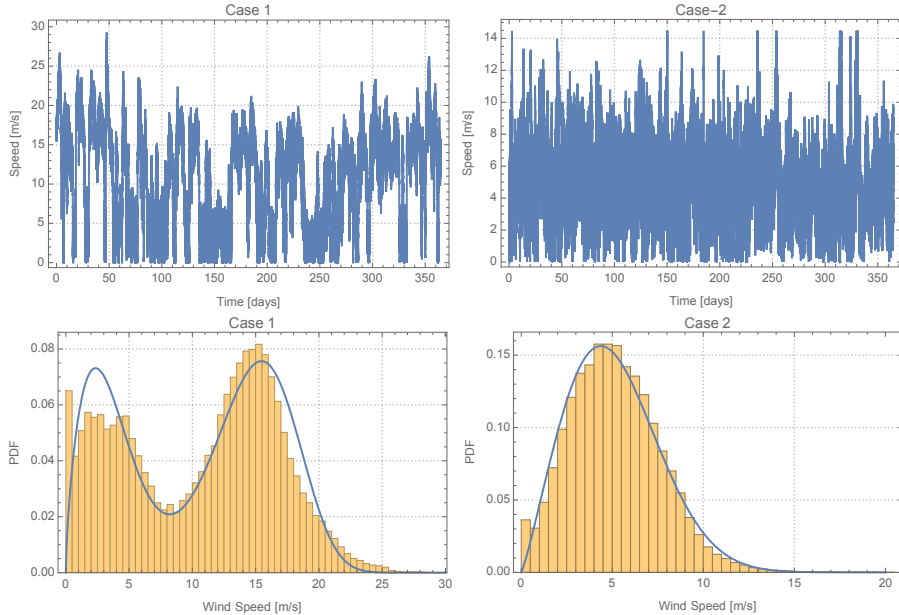 Case 1
Speed [m/s]
30
25
20
15
10
5
0
0 50 100 150 200 250 300 350
Time [days]
Case-2
Speed [m/s]
14
12
10
8
6
4
2
0
0 50 100 150 200 250 300 350
Time [days]
Case 1
PDF
0.08
0.06
0.04
0.02
0.00
0 5 10 15 20 25 30
Wind Speed [m/s]
Case 2
PDF
0.15
0.10
0.05
0.00
0 5 10 15 20
Wind Speed [m/s]